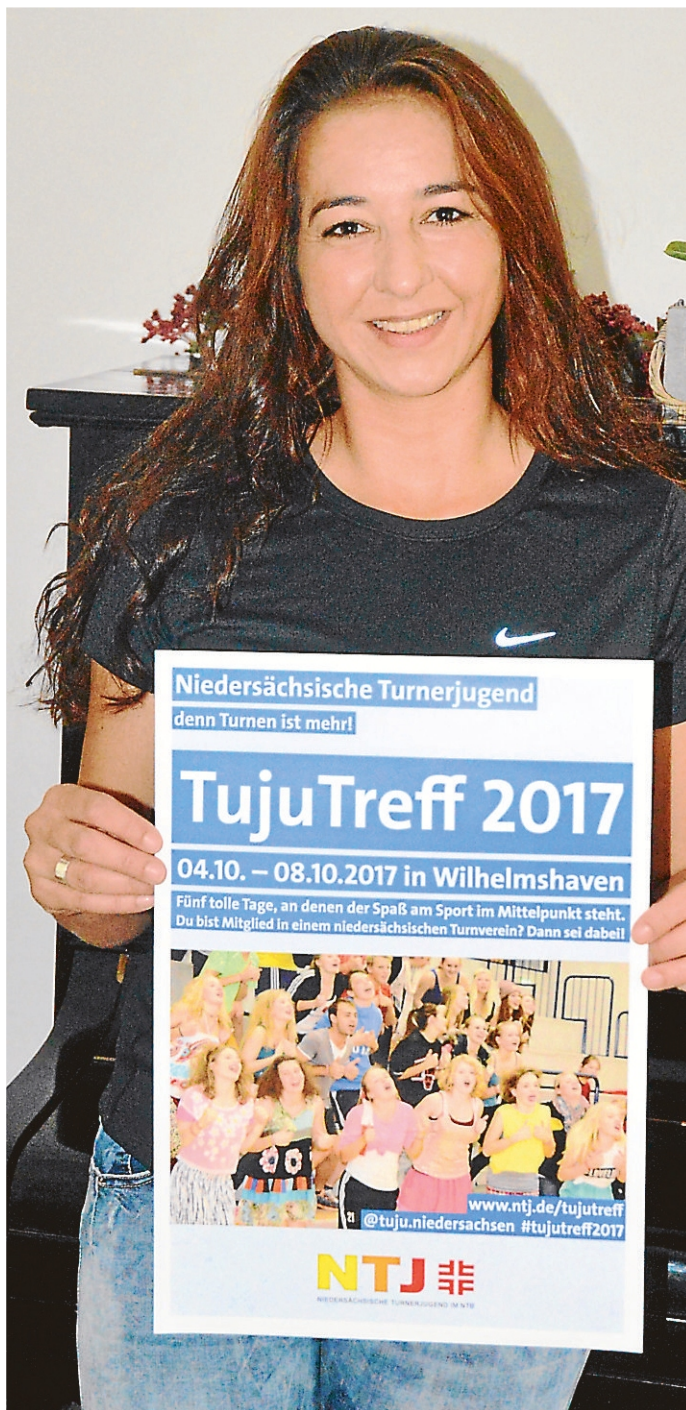 Niedersächsische Turnerjugend
denn Turnen ist mehr!
TujuTreff 2017
04.10. – 08.10.2017 in Wilhelmshaven
Fünf tolle Tage, an denen der Spaß am Sport im Mittelpunkt steht.
Du bist Mitglied in einem niedersächsischen Turnverein? Dann sei dabei!
21
www.ntj.de/tujutreff
@tuju.niedersachsen #tujutreff2017
NTJ
NIEDERSÄCHSISCHE TURNERJUGEND IM NTB